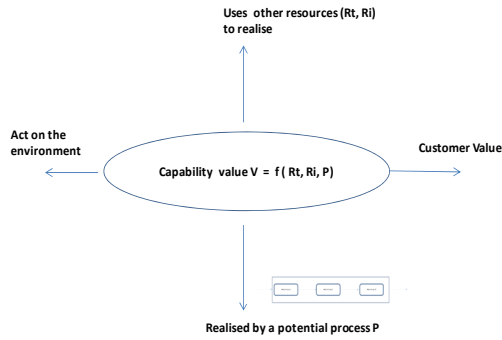 Uses other resources (Rt, Ri)
to realise
Act on the
environment
Customer Value
Capability value V = f ( Rt, Ri, P)
Realised by a potential process P